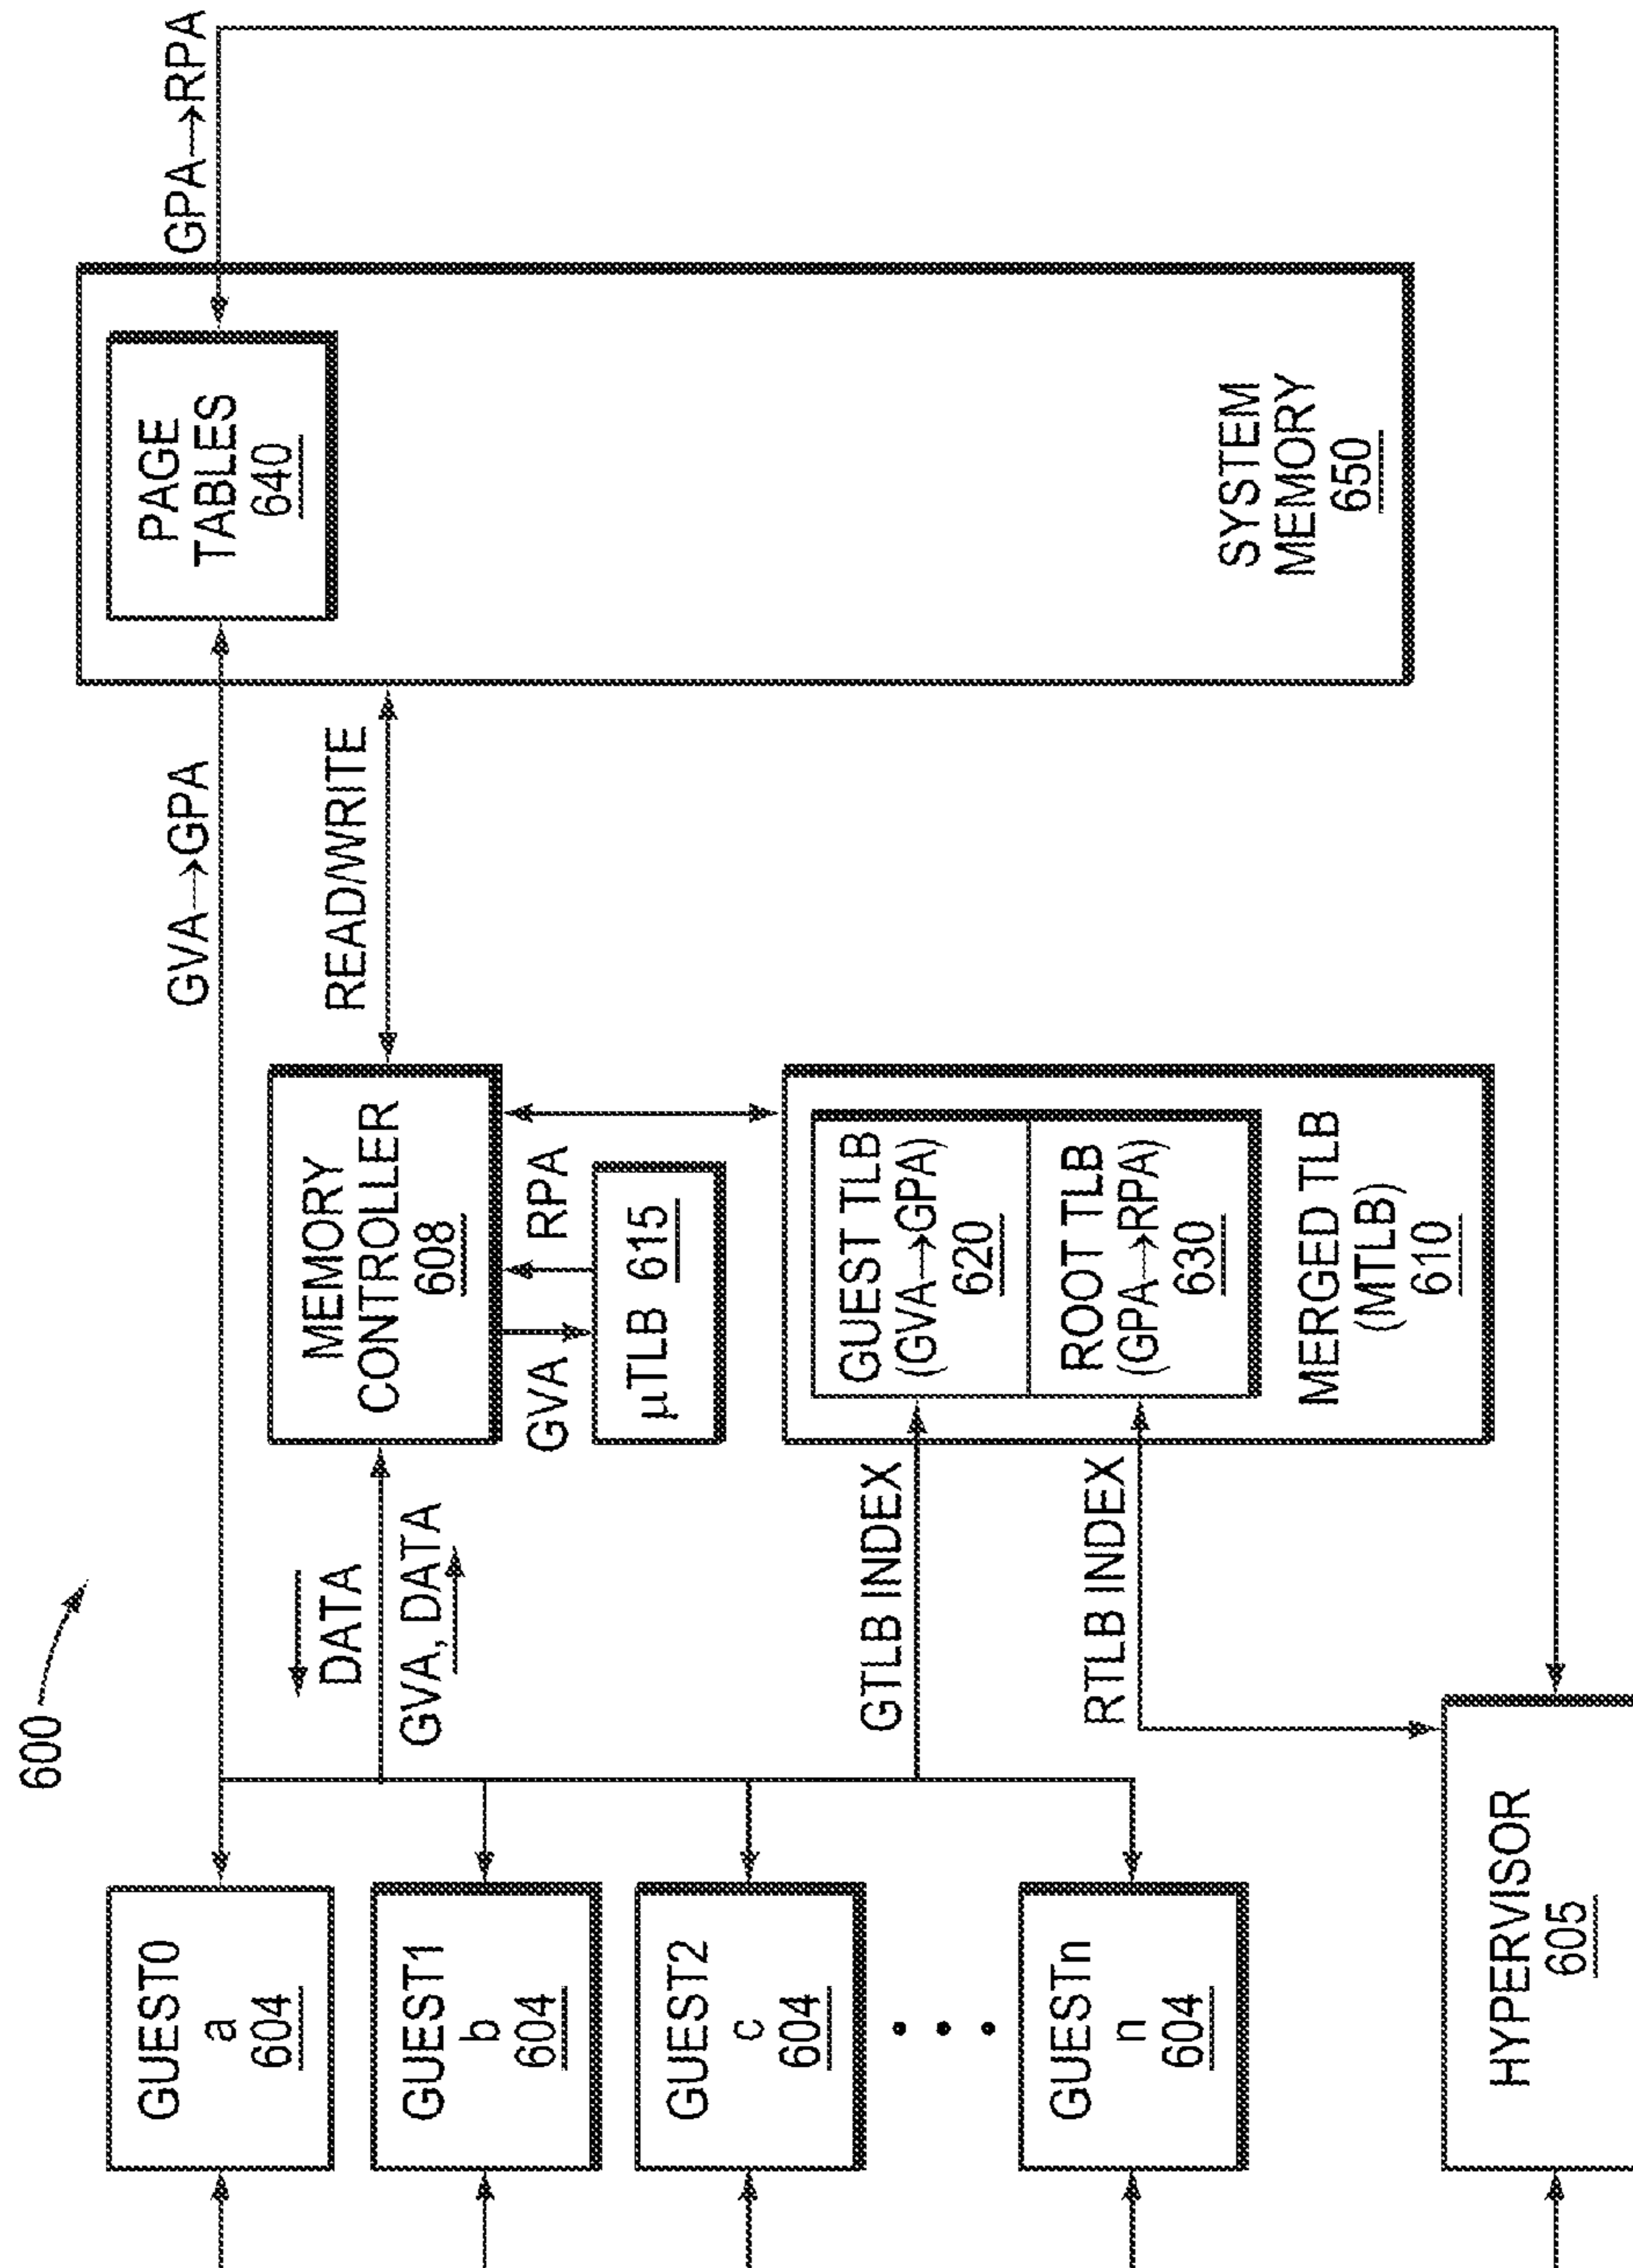 600
GUEST0
a
604
GUEST1
b
604
GUEST2
c
604
GUESTn
n
604
HYPERVISOR
605
DATA
GVA, DATA
GTLB INDEX
RTLB INDEX
MEMORY
CONTROLLER
608
GVA
RPA
μTLB 615
GUEST TLB
(GVA→GPA)
620
ROOT TLB
(GPA→RPA)
630
MERGED TLB
(MTLB)
610
GVA→GPA
READ/WRITE
PAGE
TABLES
640
SYSTEM
MEMORY
650
GPA→RPA